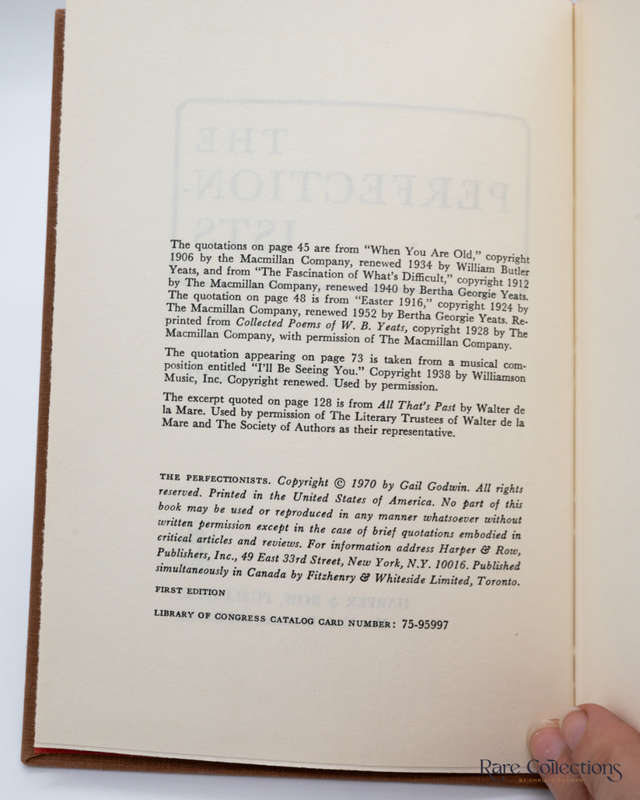 THE
PERFECTION-
ISTS
The quotations on page 45 are from “When You Are Old,” copyright
1906 by the Macmillan Company, renewed 1934 by William Butler
Yeats, and from “The Fascination of What’s Difficult,” copyright 1912
by The Macmillan Company, renewed 1940 by Bertha Georgie Yeats.
The quotation on page 48 is from “Easter 1916,” copyright 1924 by
The Macmillan Company, renewed 1952 by Bertha Georgie Yeats. Re-
printed from Collected Poems of W. B. Yeats, copyright 1928 by The
Macmillan Company, with permission of The Macmillan Company.
The quotation appearing on page 73 is taken from a musical com-
position entitled “I’ll Be Seeing You.” Copyright 1938 by Williamson
Music, Inc. Copyright renewed. Used by permission.
The excerpt quoted on page 128 is from All That’s Past by Walter de
la Mare. Used by permission of The Literary Trustees of Walter de la
Mare and The Society of Authors as their representative.
THE PERFECTIONISTS. Copyright © 1970 by Gail Godwin. All rights
reserved. Printed in the United States of America. No part of this
book may be used or reproduced in any manner whatsoever without
written permission except in the case of brief quotations embodied in
critical articles and reviews. For information address Harper & Row,
Publishers, Inc., 49 East 33rd Street, New York, N.Y. 10016. Published
simultaneously in Canada by Fitzhenry & Whiteside Limited, Toronto.
FIRST EDITION
LIBRARY OF CONGRESS CATALOG CARD NUMBER: 75-95997
Rare Collections